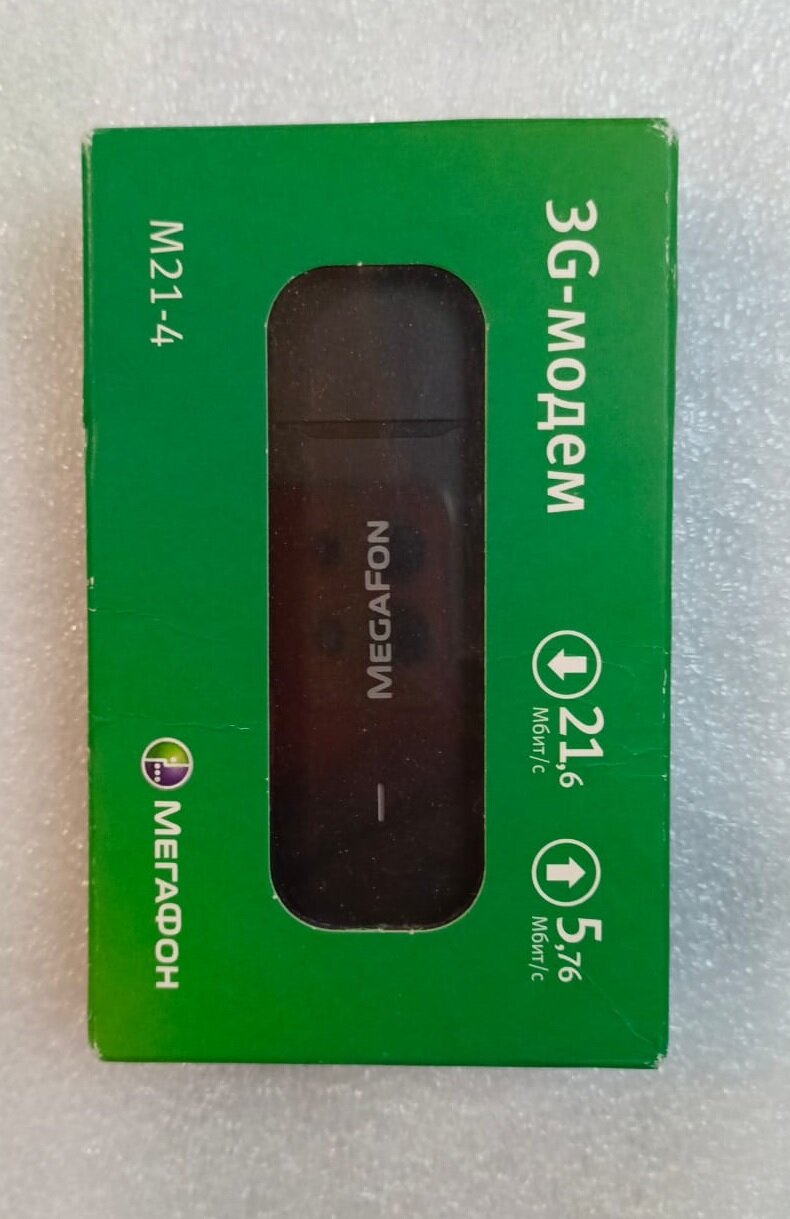 3G-модем
21,6
Мбит/с
5,76
Мбит/с
MEGAFON
M21-4
МЕГАФОН